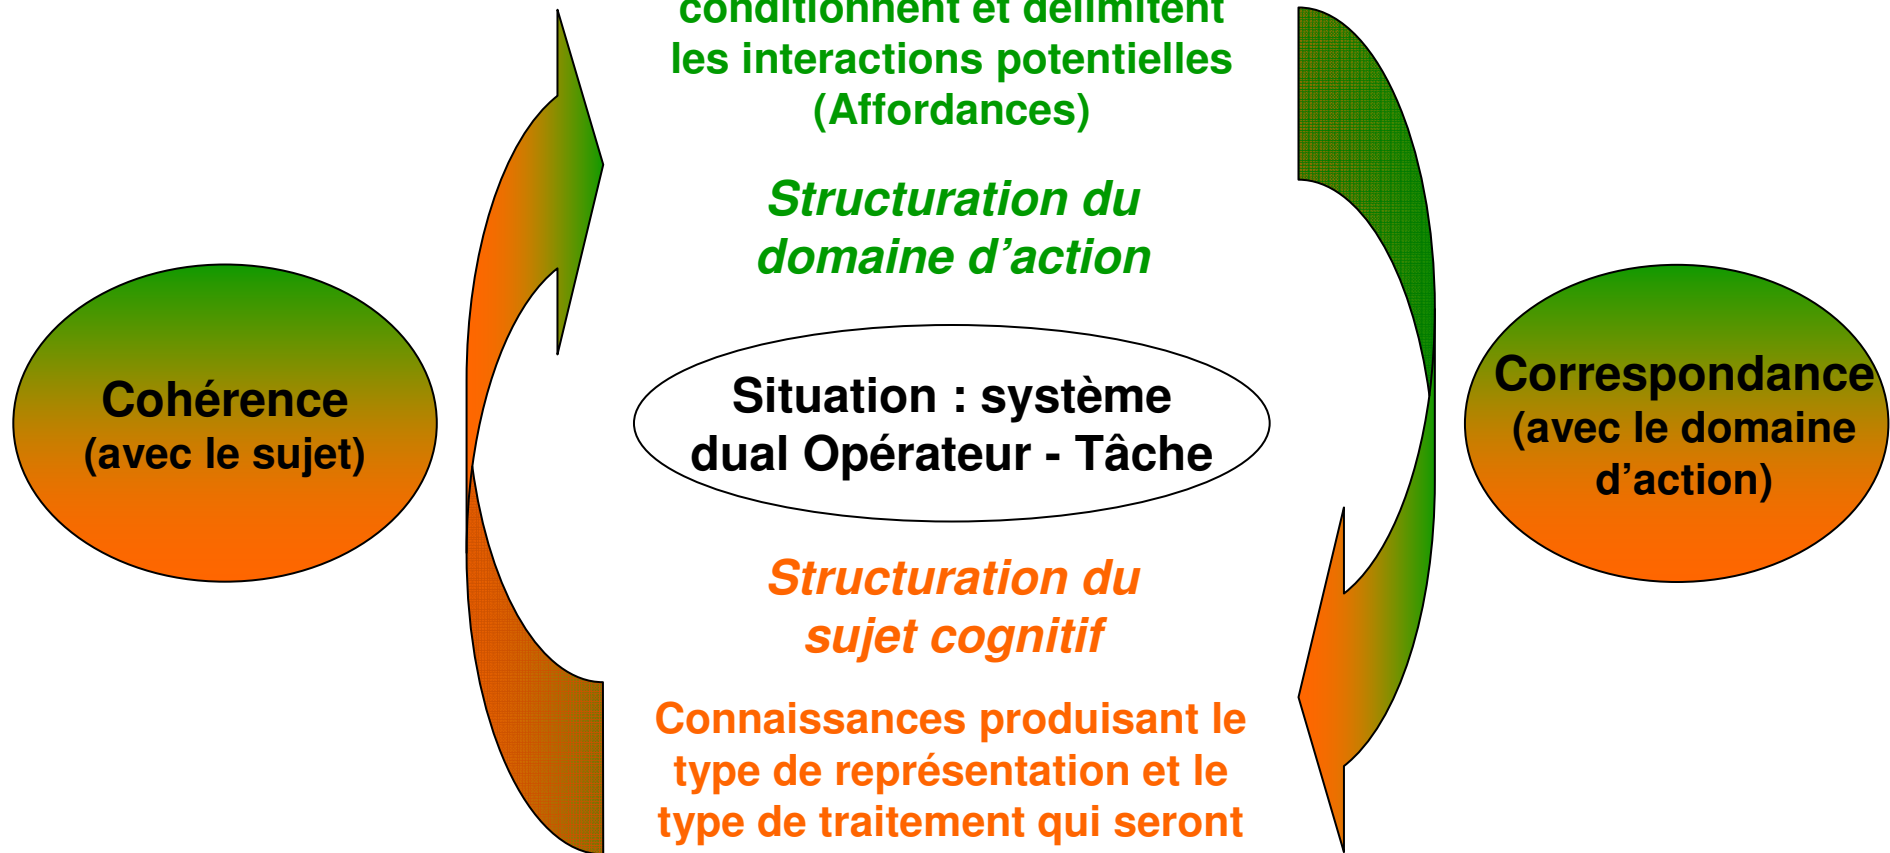 conditionnent et délimitent
les interactions potentielles
(Affordances)
Structuration du
domaine d’action
Cohérence
(avec le sujet)
Situation : système
dual Opérateur - Tâche
Correspondance
(avec le domaine
d’action)
Structuration du
sujet cognitif
Connaissances produisant le
type de représentation et le
type de traitement qui seront